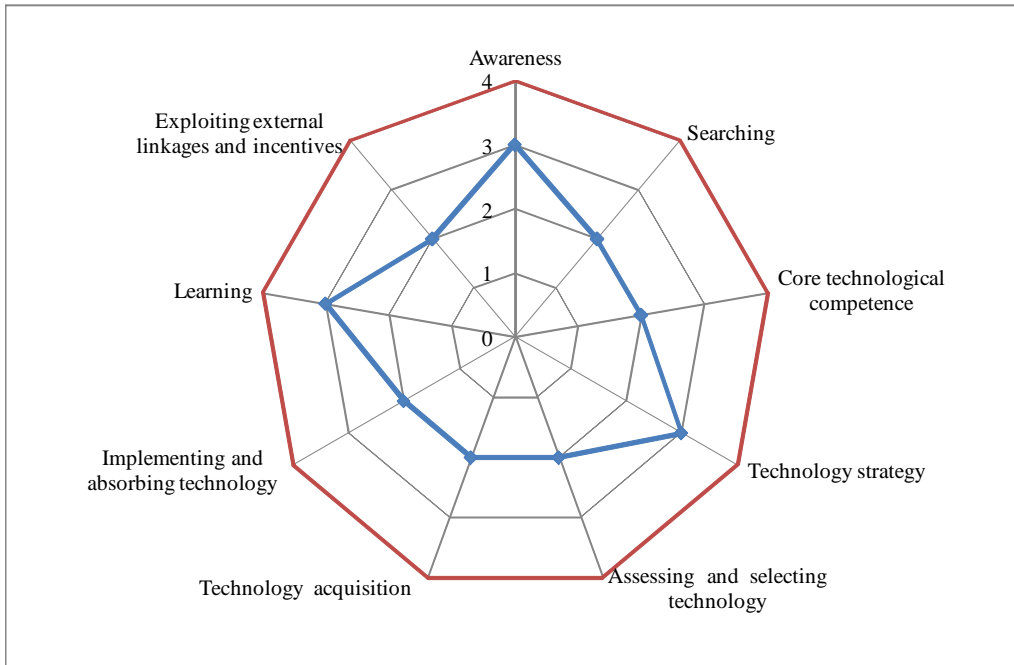 Awareness
4
Exploiting external
linkages and incentives
Searching
3
2
Core technological
competence
Learning
1
0
Implementing and
absorbing technology
Technology strategy
Technology acquisition
Assessing and selecting
technology